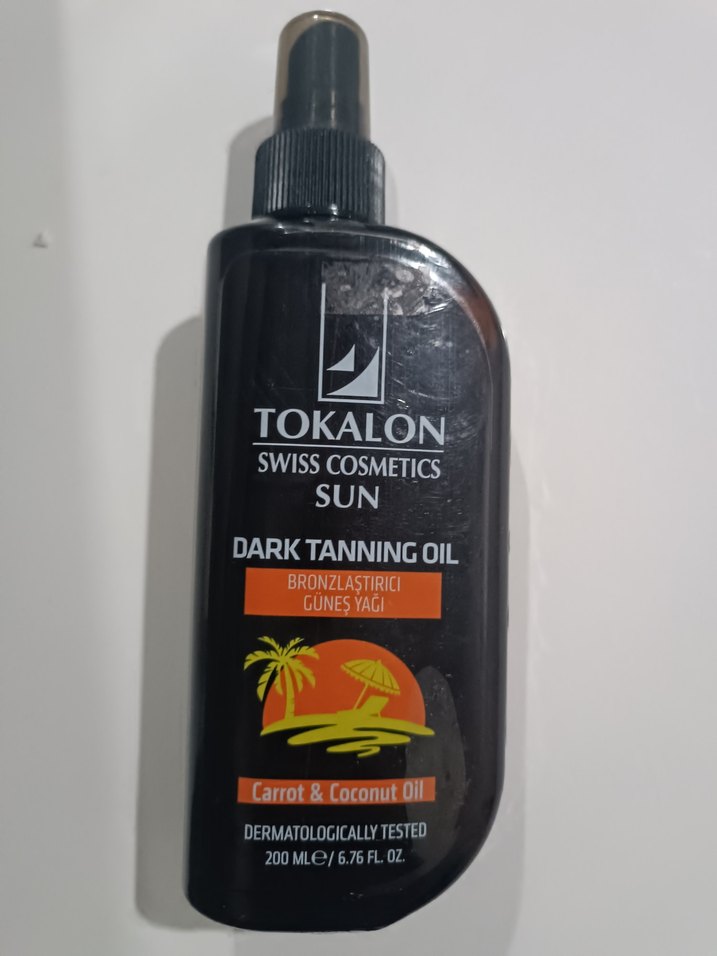 TOKALON
SWISS COSMETICS
SUN
DARK TANNING OIL
BRONZLAŞTIRICI
GÜNEŞ YAĞI
Carrot & Coconut Oil
DERMATOLOGICALLY TESTED
200 ML℮/ 6.76 FL. OZ.